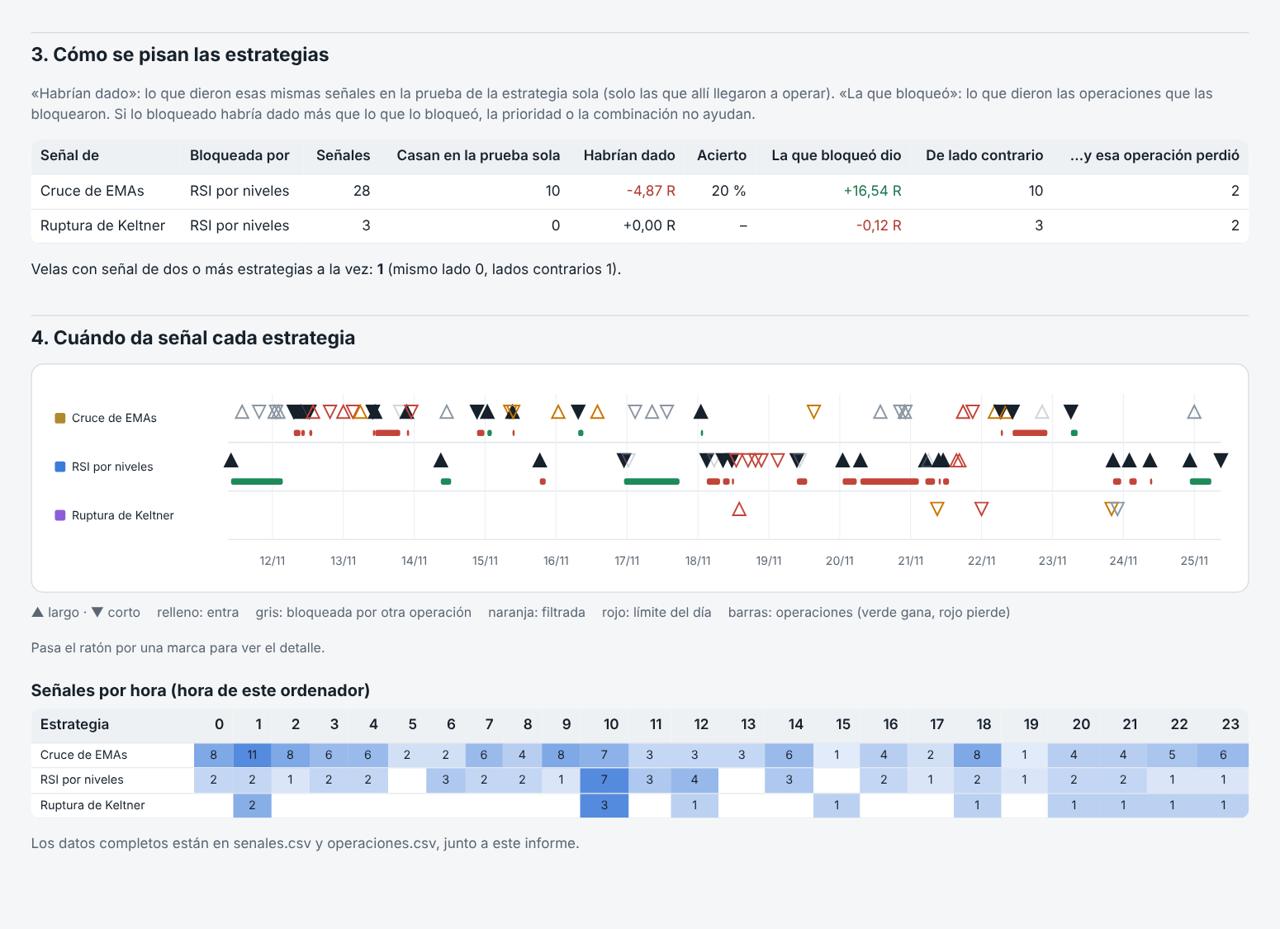 3. Cómo se pisan las estrategias
«Habrían dado»: lo que dieron esas mismas señales en la prueba de la estrategia sola (solo las que allí llegaron a operar). «La que bloqueó»: lo que dieron las operaciones que las
bloquearon. Si lo bloqueado habría dado más que lo que lo bloqueó, la prioridad o la combinación no ayudan.
Señal de Bloqueada por Señales Casan en la prueba sola Habrían dado Acierto La que bloqueó dio De lado contrario …y esa operación perdió
Cruce de EMAs RSI por niveles 28 10 -4,87 R 20 % +16,54 R 10 2
Ruptura de Keltner RSI por niveles 3 0 +0,00 R – -0,12 R 3 2
Velas con señal de dos o más estrategias a la vez: 1 (mismo lado 0, lados contrarios 1).
4. Cuándo da señal cada estrategia
Cruce de EMAs
RSI por niveles
Ruptura de Keltner
12/11 13/11 14/11 15/11 16/11 17/11 18/11 19/11 20/11 21/11 22/11 23/11 24/11 25/11
▲ largo · ▼ corto relleno: entra gris: bloqueada por otra operación naranja: filtrada rojo: límite del día barras: operaciones (verde gana, rojo pierde)
Pasa el ratón por una marca para ver el detalle.
Señales por hora (hora de este ordenador)
Estrategia 0 1 2 3 4 5 6 7 8 9 10 11 12 13 14 15 16 17 18 19 20 21 22 23
Cruce de EMAs 8 11 8 6 6 2 2 6 4 8 7 3 3 3 6 1 4 2 8 1 4 4 5 6
RSI por niveles 2 2 1 2 2 3 2 2 1 7 3 4 3 2 1 2 1 2 2 1 1
Ruptura de Keltner 2 3 1 1 1 1 1 1 1
Los datos completos están en senales.csv y operaciones.csv, junto a este informe.